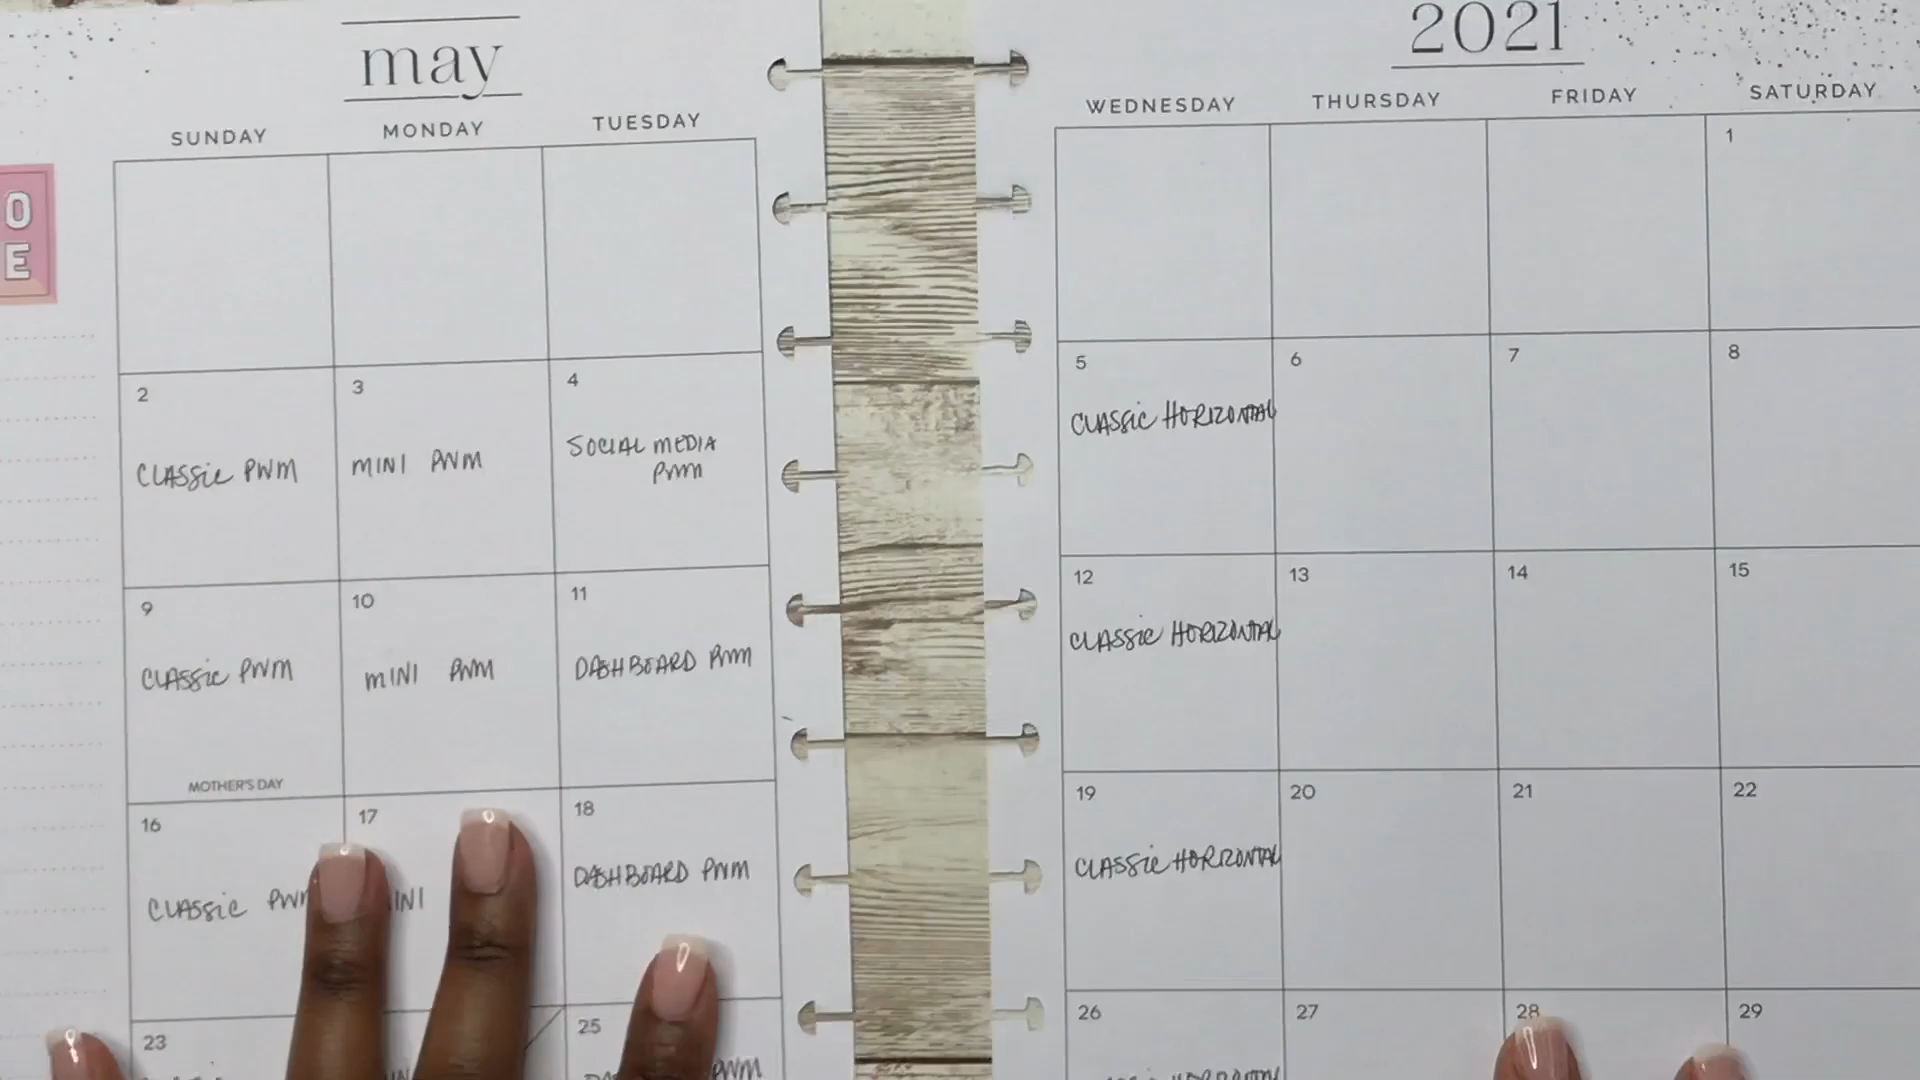 may
2021
SUNDAY
MONDAY
TUESDAY
WEDNESDAY
THURSDAY
FRIDAY
SATURDAY
O
E
1
2
CLASSIC PWM
3
MINI PWM
4
SOCIAL MEDIA
PWM
5
CLASSIC HORIZONTAL
6
7
8
9
CLASSIC PWM
MOTHER'S DAY
10
MINI PWM
11
DASHBOARD PWM
12
CLASSIC HORIZONTAL
13
14
15
16
CLASSIC PWM
17
18
DASHBOARD PWM
19
CLASSIC HORIZONTAL
20
21
22
23
25
PWM
26
27
28
29